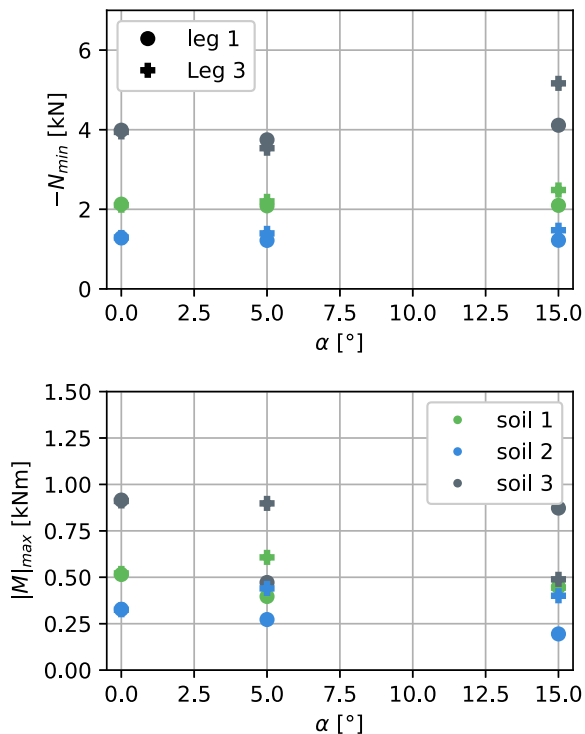 leg 1
Leg 3
6
4
2
0
−N_min [kN]
0.0 2.5 5.0 7.5 10.0 12.5 15.0
α [°]
soil 1
soil 2
soil 3
1.50
1.25
1.00
0.75
0.50
0.25
0.00
|M|_max [kNm]
0.0 2.5 5.0 7.5 10.0 12.5 15.0
α [°]